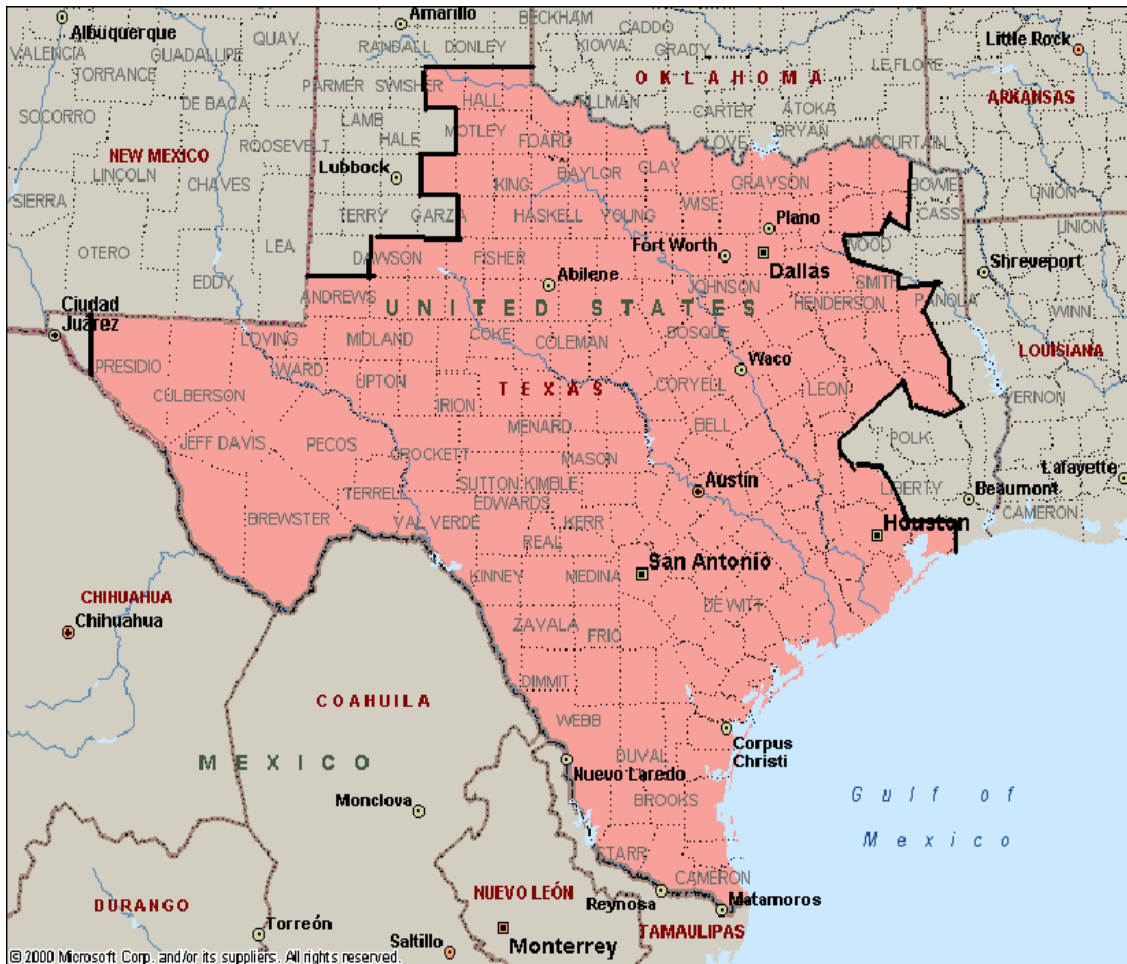 Amarillo
BECKHAM
CADDO
Albuquerque
QUAY
RANDALL
DONLEY
KIOWA
GRADY
Little Rock
VALENCIA
GUADALUPE
TORRANCE
LE FLORE
OKLAHOMA
PARMER
SWISHER
HALL
TILLMAN
ARKANSAS
DE BACA
SOCORRO
LAMB
CARTER
ATOKA
HALE
MOTLEY
FOARD
LOVE
BRYAN
MCCURTAIN
ROOSEVELT
NEW MEXICO
LINCOLN
CHAVES
Lubbock
KING
BAYLOR
CLAY
GRAYSON
BOWIE
UNION
SIERRA
TERRY
GARZA
HASKELL
YOUNG
WISE
Plano
CASS
UNION
OTERO
LEA
DAWSON
FISHER
Fort Worth
Dallas
WOOD
Shreveport
EDDY
Abilene
JOHNSON
SMITH
ANDREWS
HENDERSON
PANOLA
Ciudad
Juárez
UNITED STATES
WINN
LOVING
MIDLAND
COKE
COLEMAN
BOSQUE
LOUISIANA
PRESIDIO
WARD
UPTON
Waco
CULBERSON
TEXAS
CORYELL
LEON
VERNON
IRION
JEFF DAVIS
PECOS
MENARD
BELL
POLK
CROCKETT
MASON
Lafayette
TERRELL
SUTTON
KIMBLE
Austin
LIBERTY
Beaumont
EDWARDS
CAMERON
BREWSTER
VAL VERDE
KERR
Houston
REAL
San Antonio
KINNEY
MEDINA
CHIHUAHUA
DE WITT
Chihuahua
ZAVALA
FRIO
DIMMIT
COAHUILA
WEBB
Corpus
Christi
DUVAL
MEXICO
Nuevo Laredo
Monclova
BROOKS
Gulf of
Mexico
STARR
CAMERON
NUEVO LEÓN
Reynosa
Matamoros
DURANGO
Torreón
TAMAULIPAS
Saltillo
Monterrey
© 2000 Microsoft Corp. and/or its suppliers. All rights reserved.